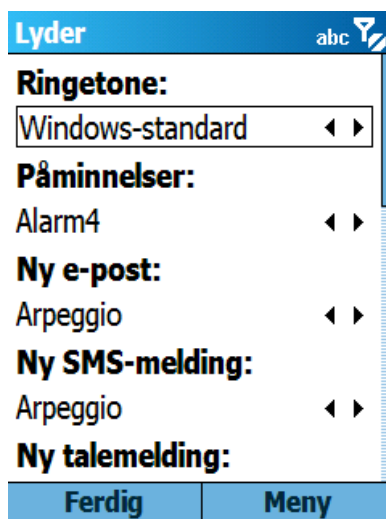 Lyder abc
Ringetone:
Windows-standard
Påminnelser:
Alarm4
Ny e-post:
Arpeggio
Ny SMS-melding:
Arpeggio
Ny talemelding:
Ferdig Meny